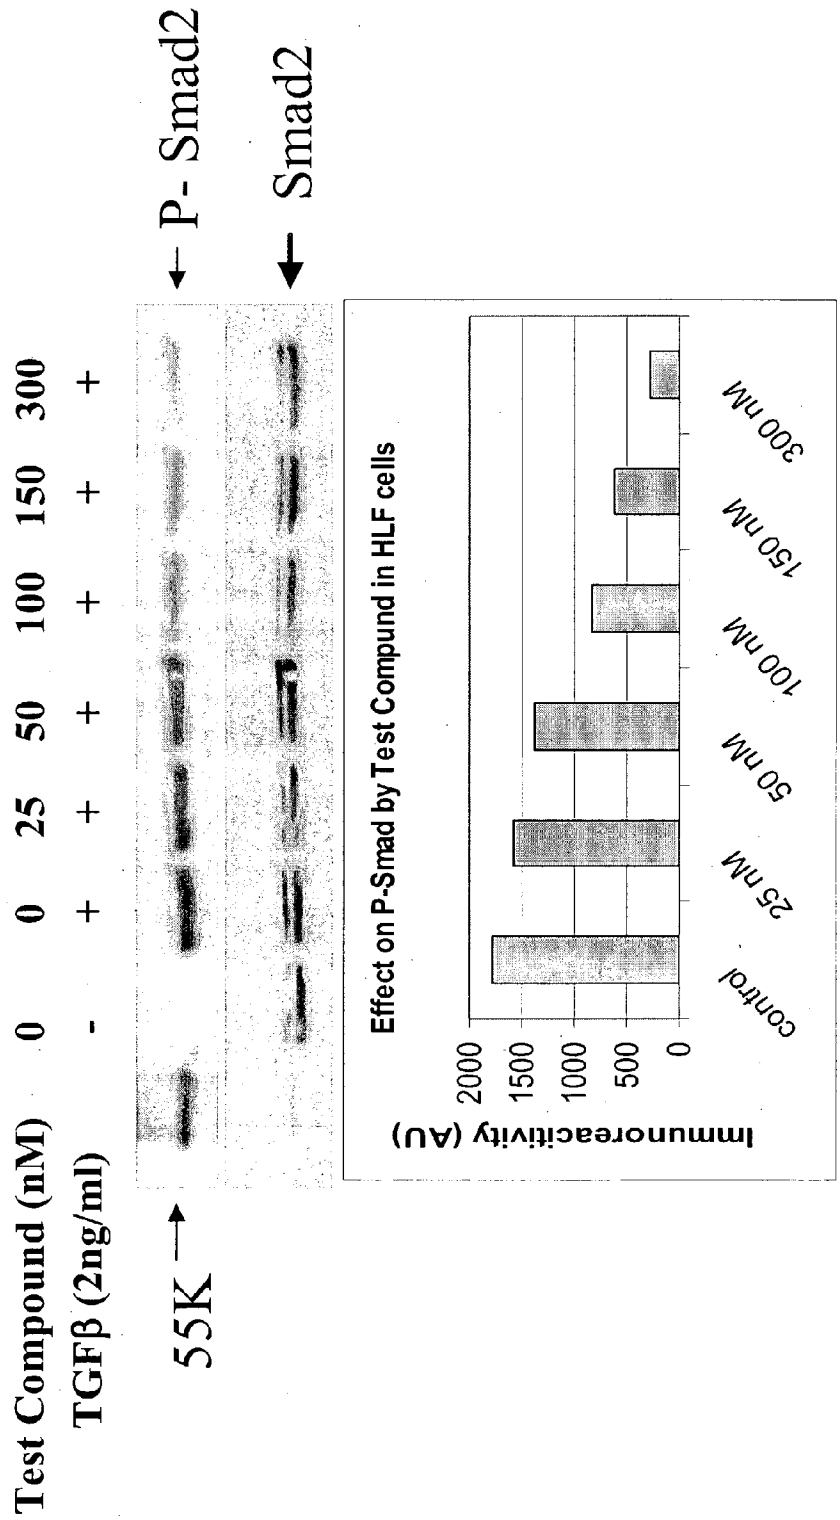 Test Compound (nM) 0 0 25 50 100 150 300
TGFβ (2ng/ml) - + + + + + +
55K → ← P- Smad2
← Smad2
Effect on P-Smad by Test Compund in HLF cells
Immunoreacitivity (AU)
2000
1500
1000
500
0
control 25 nM 50 nM 100 nM 150 nM 300 nM